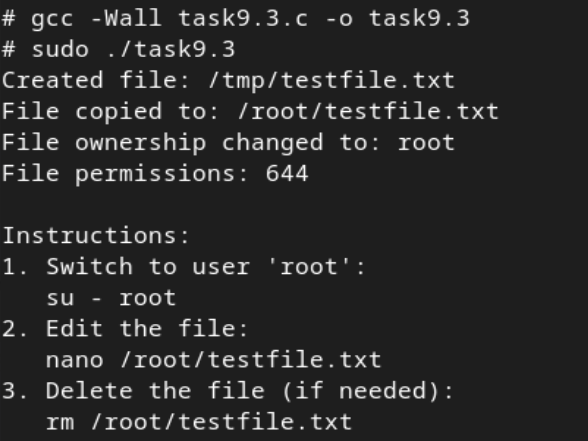 # gcc -Wall task9.3.c -o task9.3
# sudo ./task9.3
Created file: /tmp/testfile.txt
File copied to: /root/testfile.txt
File ownership changed to: root
File permissions: 644

Instructions:
1. Switch to user 'root':
   su - root
2. Edit the file:
   nano /root/testfile.txt
3. Delete the file (if needed):
   rm /root/testfile.txt